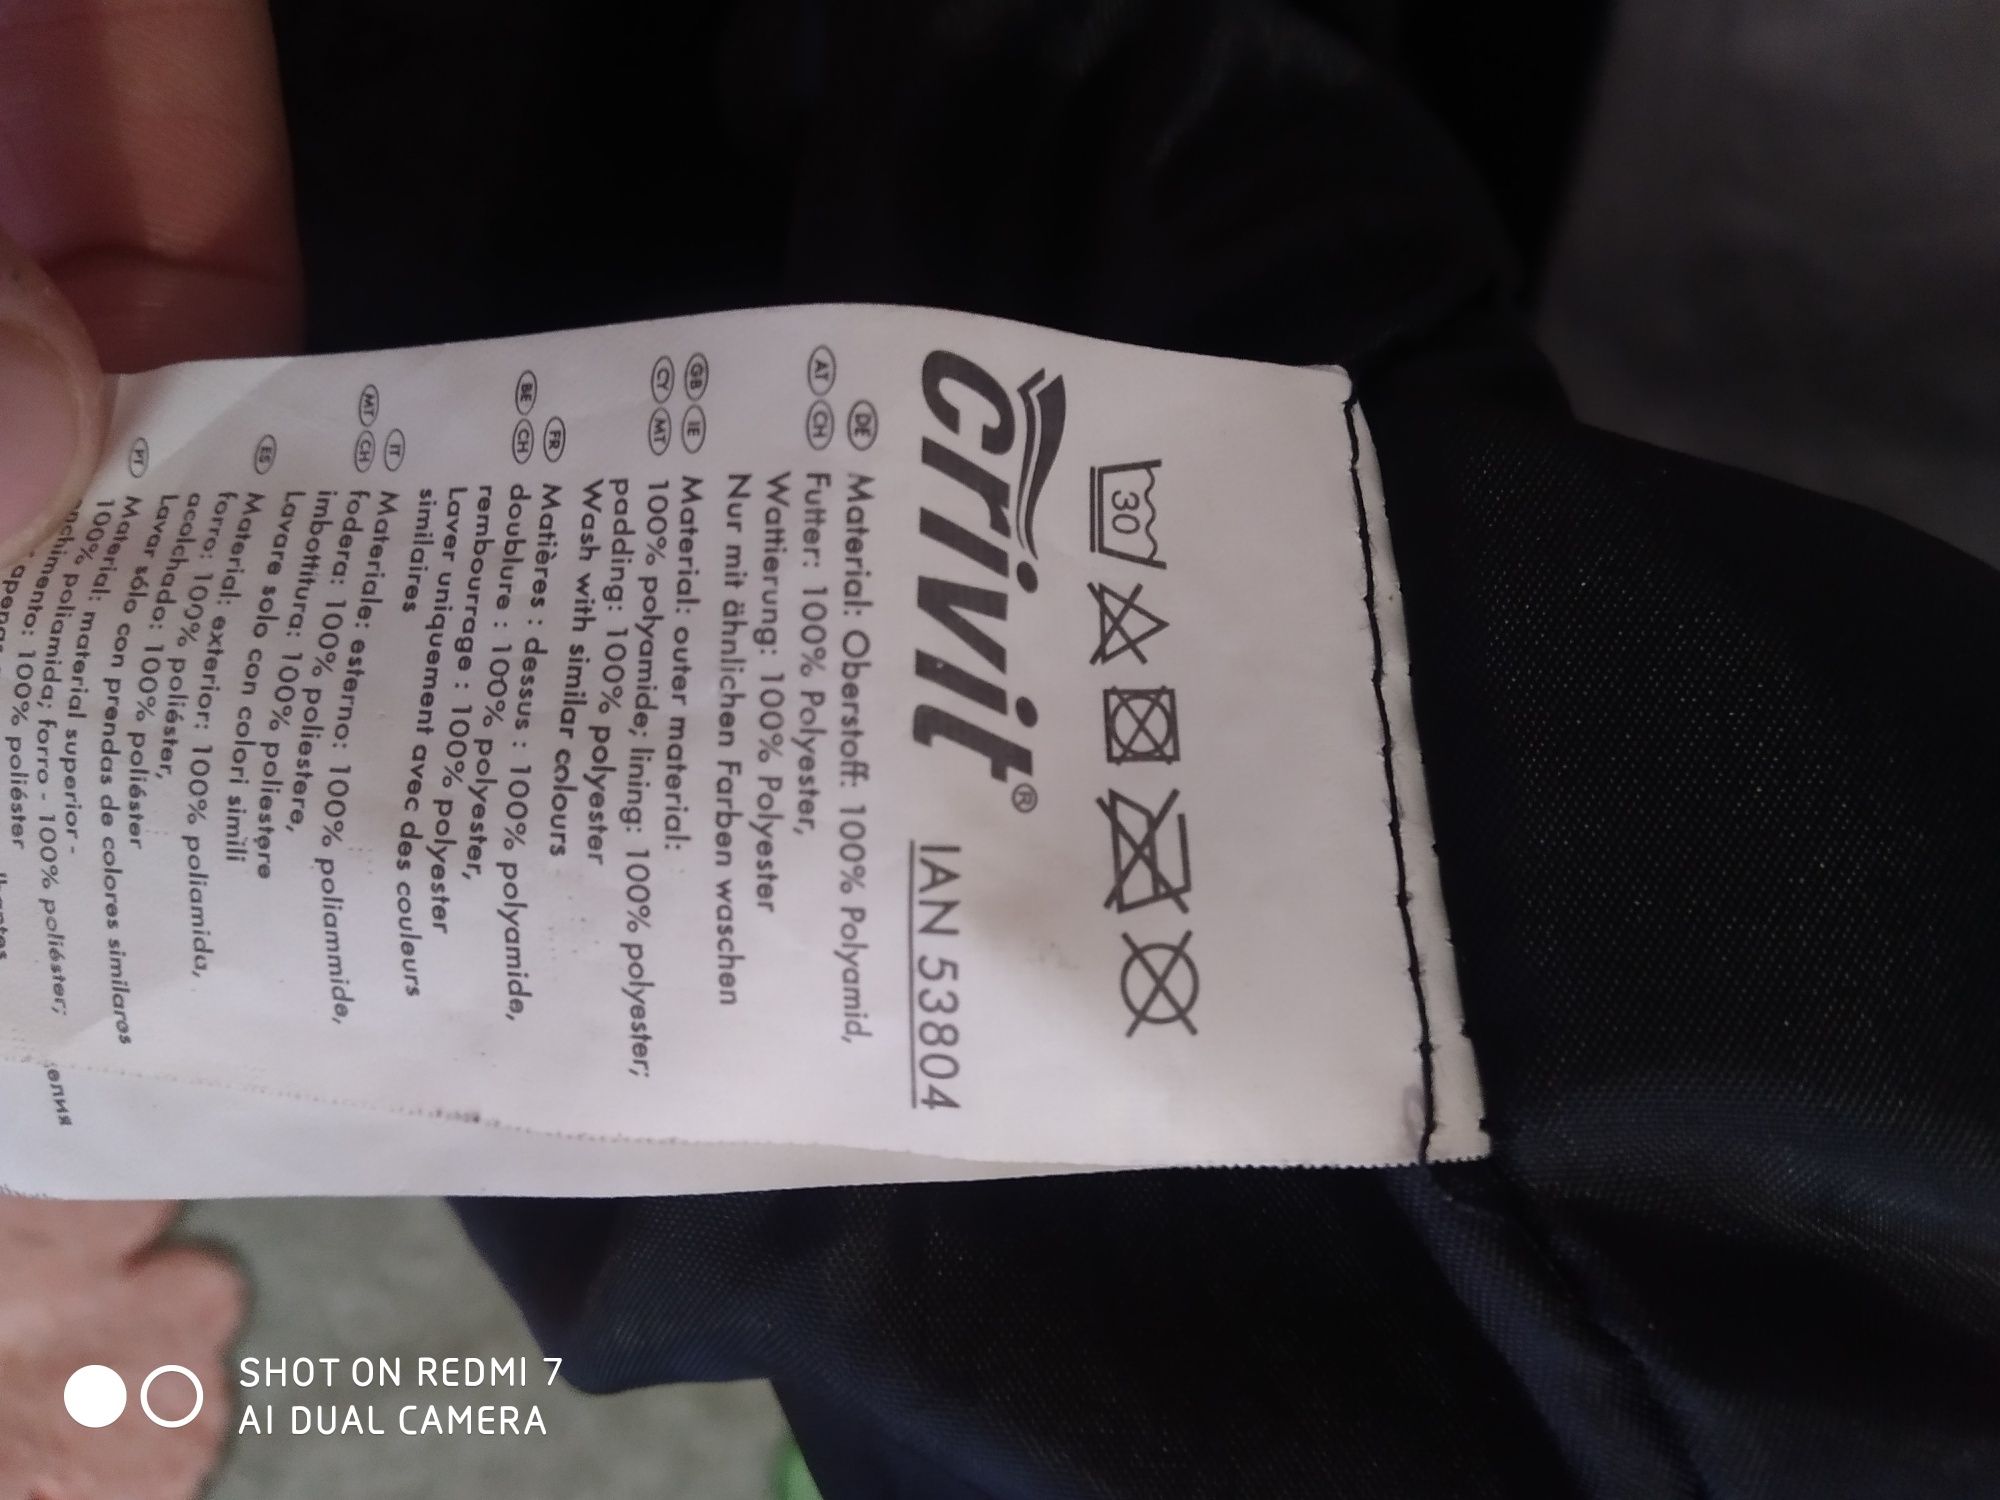 30
crivit® IAN 53804
DE Material: Oberstoff: 100% Polyamid,
AT CH Futter: 100% Polyester,
Wattierung: 100% Polyester
Nur mit ähnlichen Farben waschen
GB IE Material: outer material:
CY MT 100% polyamide; lining: 100% polyester;
padding: 100% polyester
Wash with similar colours
FR Matières : dessus : 100% polyamide,
BE CH doublure : 100% polyester,
rembourrage : 100% polyester
Laver uniquement avec des couleurs
similaires
IT Materiale: esterno: 100% poliammide,
MT CH fodera: 100% poliestere,
imbottitura: 100% poliestere
Lavare solo con colori simili
ES Material: exterior: 100% poliamida,
forro: 100% poliéster,
acolchado: 100% poliéster
Lavar sólo con prendas de colores similares
PT Material: material superior -
100% poliamida; forro - 100% poliéster;
100% poliéster
SHOT ON REDMI 7
AI DUAL CAMERA